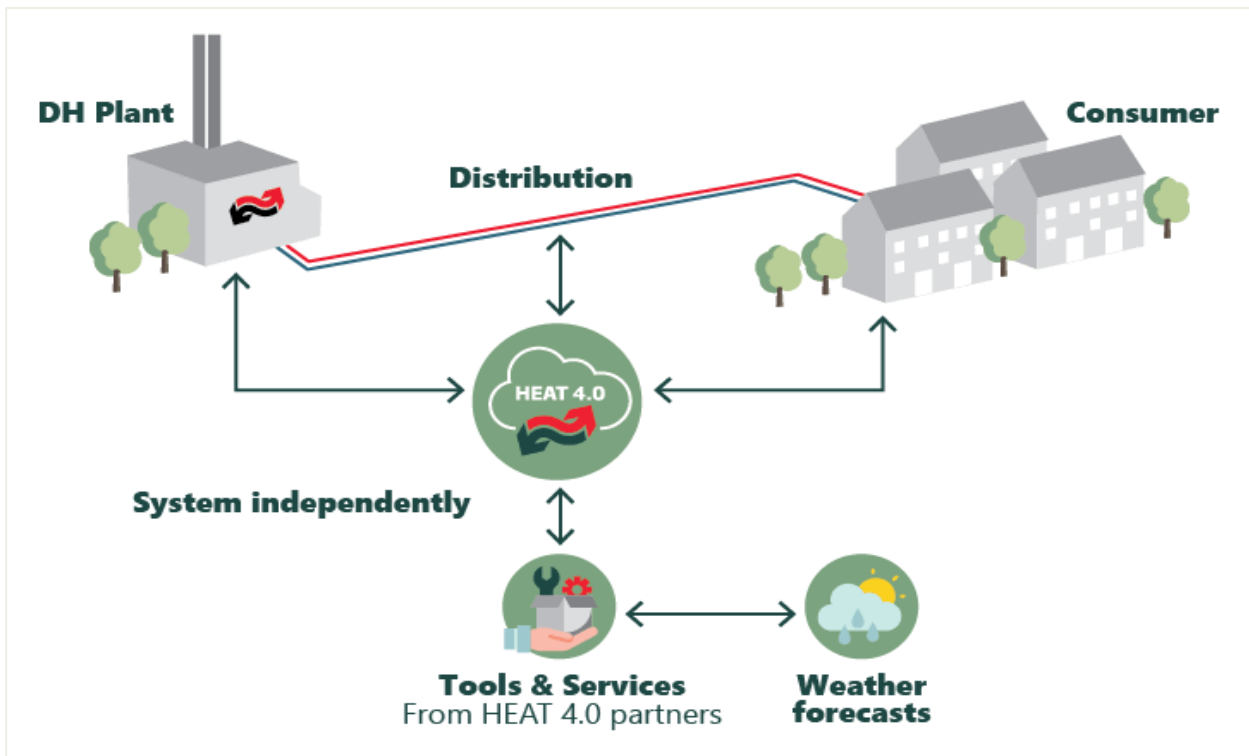 DH Plant
Consumer
Distribution
HEAT 4.0
System independently
Tools & Services
From HEAT 4.0 partners
Weather
forecasts